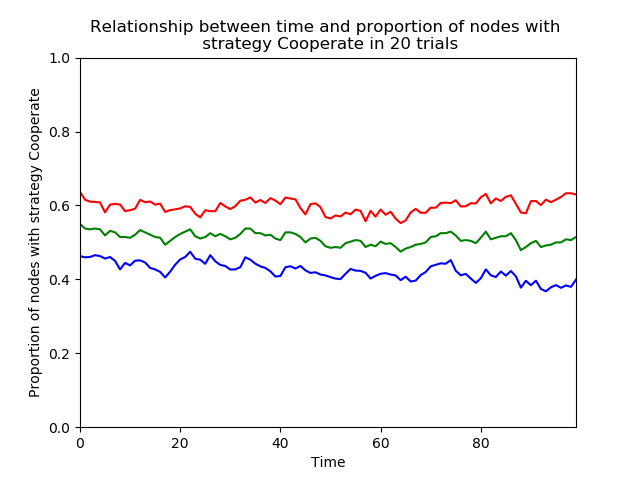 Relationship between time and proportion of nodes with
strategy Cooperate in 20 trials
1.0
0.8
0.6
0.4
0.2
0.0
Proportion of nodes with strategy Cooperate
0
20
40
60
80
Time